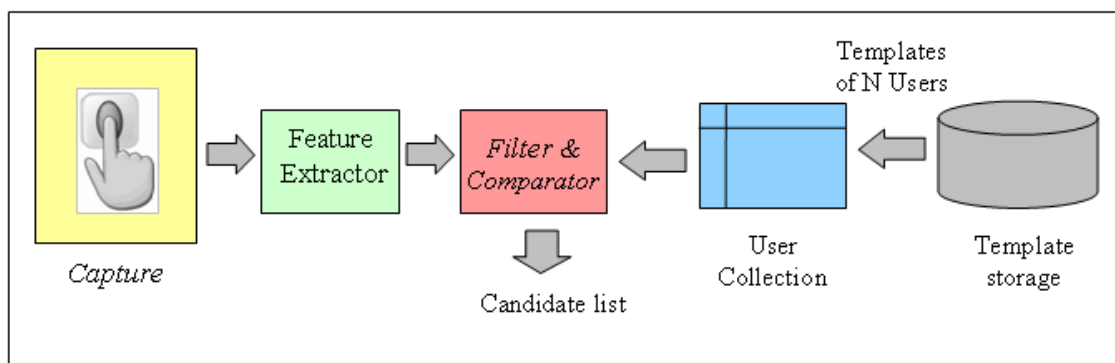 Templates
of N Users
Feature
Extractor
Filter &
Comparator
Capture
User
Collection
Template
storage
Candidate list